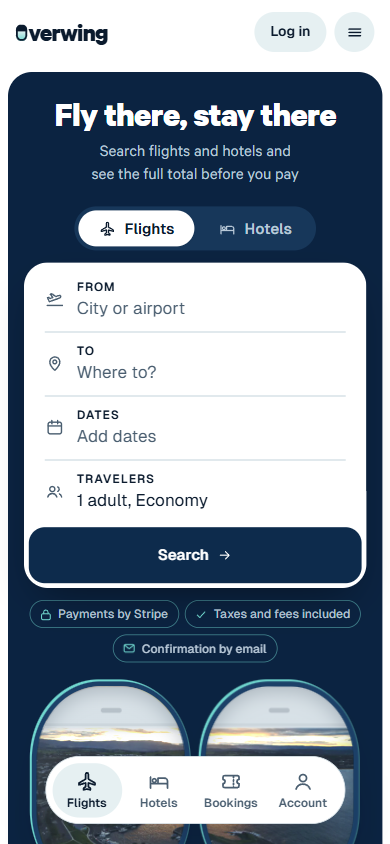 Overwing
Log in
Fly there, stay there
Search flights and hotels and
see the full total before you pay
Flights
Hotels
FROM
City or airport
TO
Where to?
DATES
Add dates
TRAVELERS
1 adult, Economy
Search →
Payments by Stripe
Taxes and fees included
Confirmation by email
Flights
Hotels
Bookings
Account